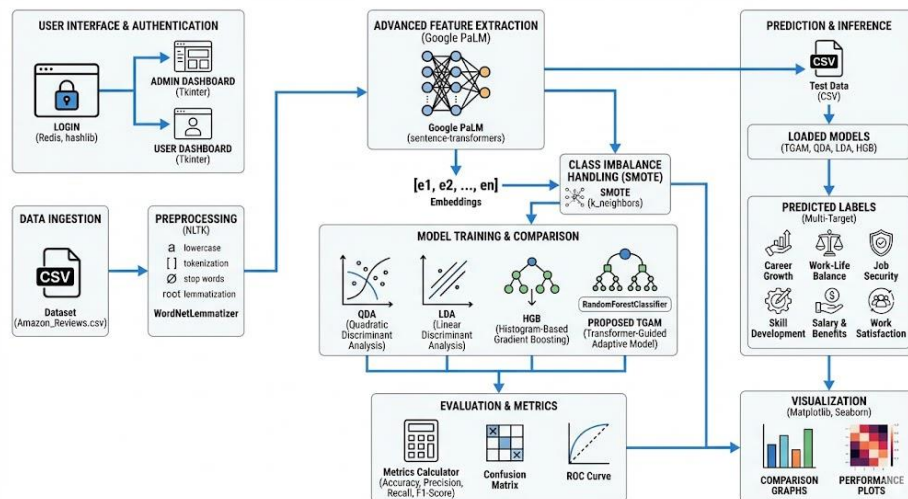 USER INTERFACE & AUTHENTICATION
LOGIN
(Redis, hashlib)
ADMIN DASHBOARD
(Tkinter)
USER DASHBOARD
(Tkinter)
DATA INGESTION
CSV
Dataset
(Amazon_Reviews.csv)
PREPROCESSING
(NLTK)
a lowercase
[ ] tokenization
∅ stop words
root lemmatization
WordNetLemmatizer
ADVANCED FEATURE EXTRACTION
(Google PaLM)
Google PaLM
(sentence-transformers)
[e1, e2, ..., en]
Embeddings
CLASS IMBALANCE
HANDLING (SMOTE)
SMOTE
(k_neighbors)
MODEL TRAINING & COMPARISON
QDA
(Quadratic
Discriminant
Analysis)
LDA
(Linear
Discriminant
Analysis)
HGB
(Histogram-Based
Gradient Boosting)
RandomForestClassifier
PROPOSED TGAM
(Transformer-Guided
Adaptive Model)
EVALUATION & METRICS
Metrics Calculator
(Accuracy, Precision,
Recall, F1-Score)
Confusion
Matrix
ROC Curve
PREDICTION & INFERENCE
CSV
Test Data
(CSV)
LOADED MODELS
(TGAM, QDA, LDA, HGB)
PREDICTED LABELS
(Multi-Target)
Career
Growth
Work-Life
Balance
Job
Security
Skill
Development
Salary &
Benefits
Work
Satisfaction
VISUALIZATION
(Matplotlib, Seaborn)
COMPARISON
GRAPHS
PERFORMANCE
PLOTS